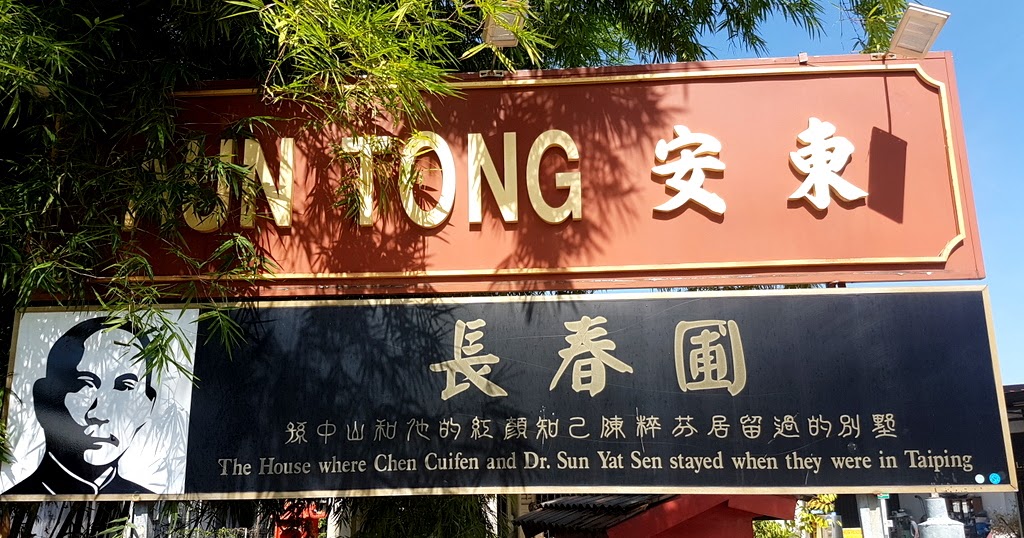 TONG 安東
長春圃
孫中山和他的紅顏知己陳粹芬居留過的別墅
The House where Chen Cuifen and Dr. Sun Yat Sen stayed when they were in Taiping